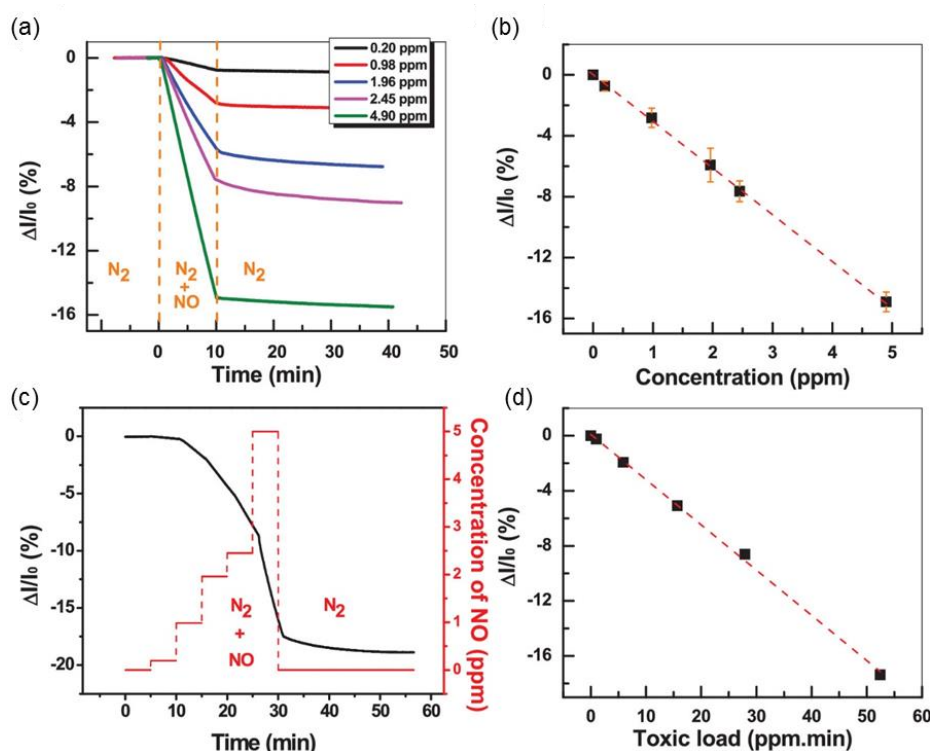 (a)
0
-4
-8
-12
-16
ΔI/I₀ (%)
0.20 ppm
0.98 ppm
1.96 ppm
2.45 ppm
4.90 ppm
N₂
N₂
+
NO
N₂
0 10 20 30 40 50
Time (min)
(b)
0
-4
-8
-12
-16
ΔI/I₀ (%)
0 1 2 3 4 5
Concentration (ppm)
(c)
0
-5
-10
-15
-20
ΔI/I₀ (%)
N₂
+
NO
N₂
5
4
3
2
1
0
Concentration of NO (ppm)
0 10 20 30 40 50 60
Time (min)
(d)
0
-4
-8
-12
-16
ΔI/I₀ (%)
0 10 20 30 40 50 60
Toxic load (ppm.min)